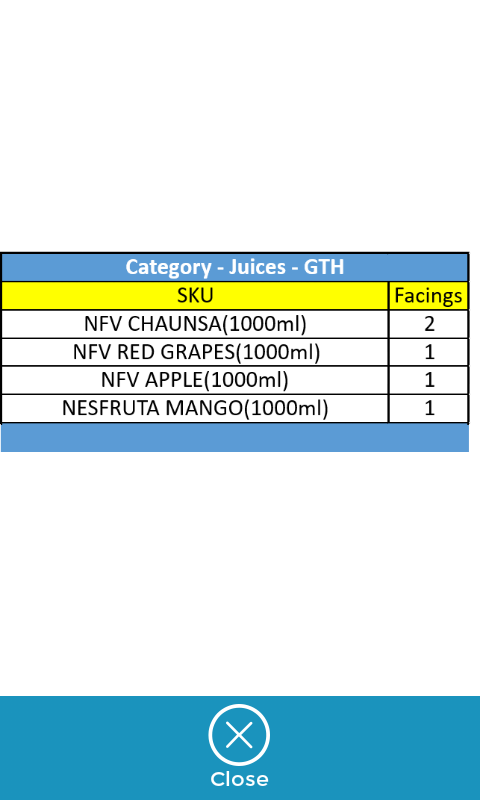 Category - Juices - GTH
SKU Facings
NFV CHAUNSA(1000ml) 2
NFV RED GRAPES(1000ml) 1
NFV APPLE(1000ml) 1
NESFRUTA MANGO(1000ml) 1
Close